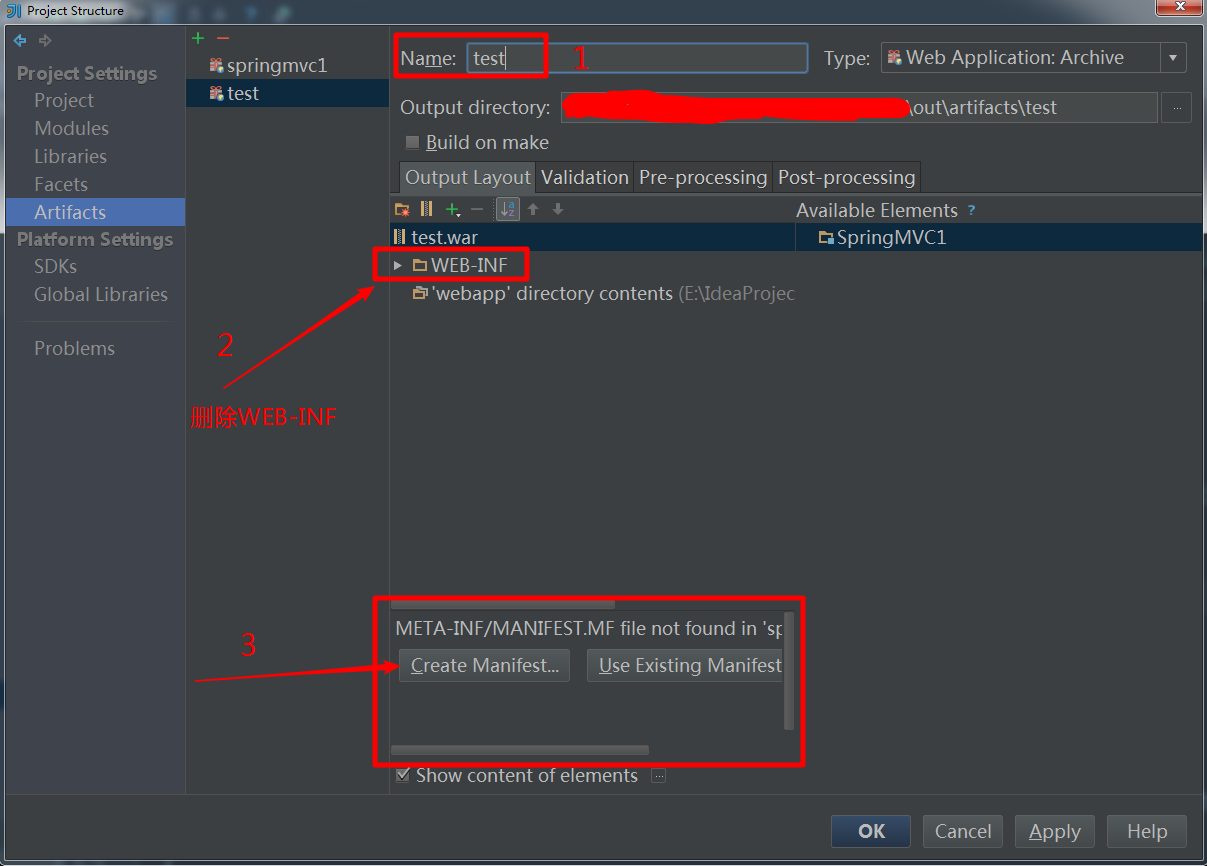 Project Structure
Project Settings
Project
Modules
Libraries
Facets
Artifacts
Platform Settings
SDKs
Global Libraries
Problems
springmvc1
test
Name: test
1
Type: Web Application: Archive
Output directory: \out\artifacts\test
...
Build on make
Output Layout Validation Pre-processing Post-processing
Available Elements ?
test.war
SpringMVC1
WEB-INF
'webapp' directory contents (E:\IdeaProjec
2
删除WEB-INF
3
META-INF/MANIFEST.MF file not found in 'sp
Create Manifest... Use Existing Manifest
Show content of elements ...
OK Cancel Apply Help